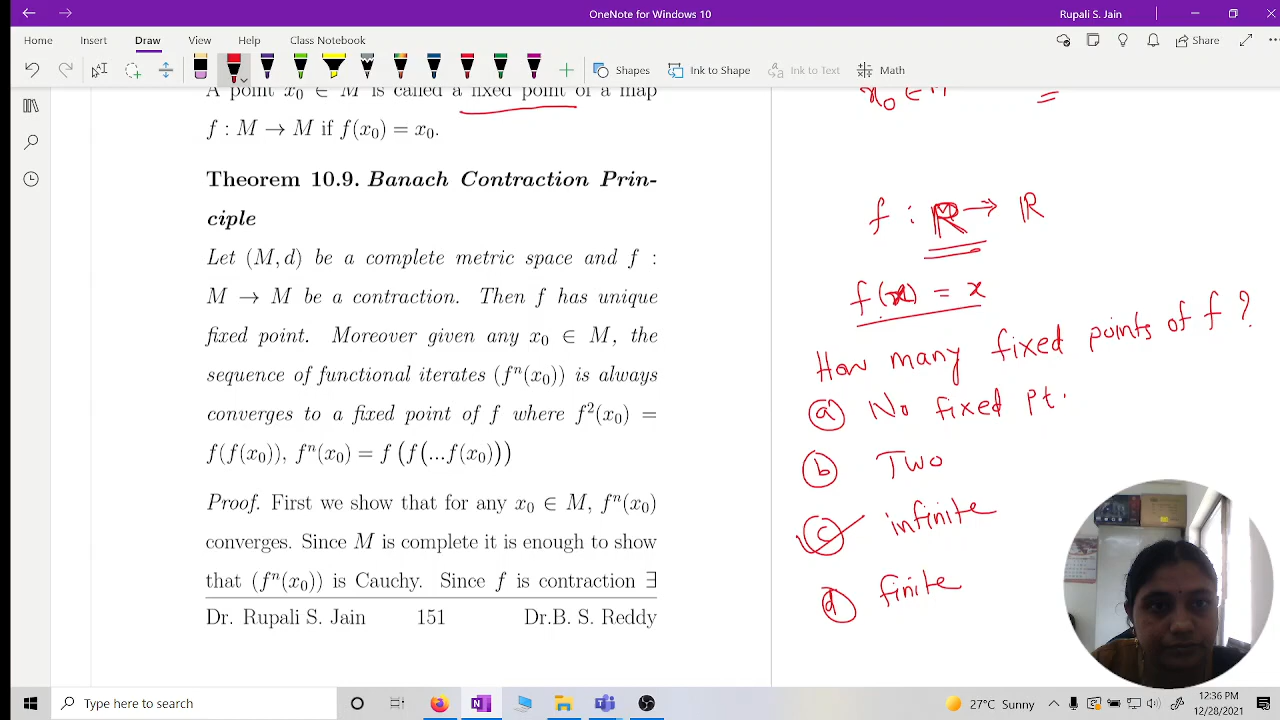 OneNote for Windows 10
Rupali S. Jain
Home Insert Draw View Help Class Notebook
Share
Shapes Ink to Shape Ink to Text Math
A point x₀ ∈ M is called a fixed point of a map
f : M → M if f(x₀) = x₀.
Theorem 10.9. Banach Contraction Prin-
ciple
Let (M, d) be a complete metric space and f :
M → M be a contraction. Then f has unique
fixed point. Moreover given any x₀ ∈ M, the
sequence of functional iterates (fⁿ(x₀)) is always
converges to a fixed point of f where f²(x₀) =
f(f(x₀)), fⁿ(x₀) = f (f(...f(x₀)))
Proof. First we show that for any x₀ ∈ M, fⁿ(x₀)
converges. Since M is complete it is enough to show
that (fⁿ(x₀)) is Cauchy. Since f is contraction ∃
Dr. Rupali S. Jain 151 Dr.B. S. Reddy
x₀ ∈ M =
f : ℝ → ℝ
f(x) = x
How many fixed points of f ?
(a) No fixed pt.
(b) Two
(c) infinite
(d) finite
Type here to search
27°C Sunny
12:36 PM
12/28/2021